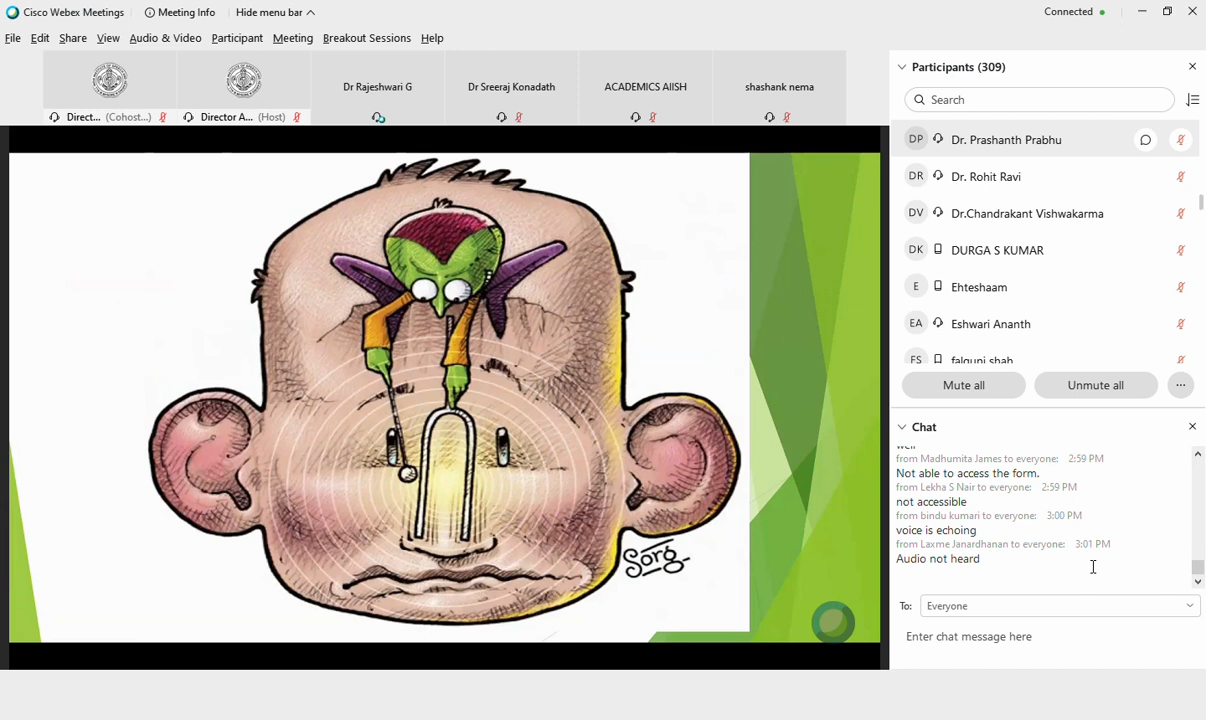 Cisco Webex Meetings Meeting Info Hide menu bar Connected
File Edit Share View Audio & Video Participant Meeting Breakout Sessions Help
Direct... (Cohost...)
Director A... (Host)
Dr Rajeshwari G
Dr Sreeraj Konadath
ACADEMICS AIISH
shashank nema
Sorg
Participants (309)
Search
DP Dr. Prashanth Prabhu
DR Dr. Rohit Ravi
DV Dr.Chandrakant Vishwakarma
DK DURGA S KUMAR
E Ehteshaam
EA Eshwari Ananth
FS falguni shah
Mute all Unmute all ...
Chat
well
from Madhumita James to everyone: 2:59 PM
Not able to access the form.
from Lekha S Nair to everyone: 2:59 PM
not accessible
from bindu kumari to everyone: 3:00 PM
voice is echoing
from Laxme Janardhanan to everyone: 3:01 PM
Audio not heard
To: Everyone
Enter chat message here